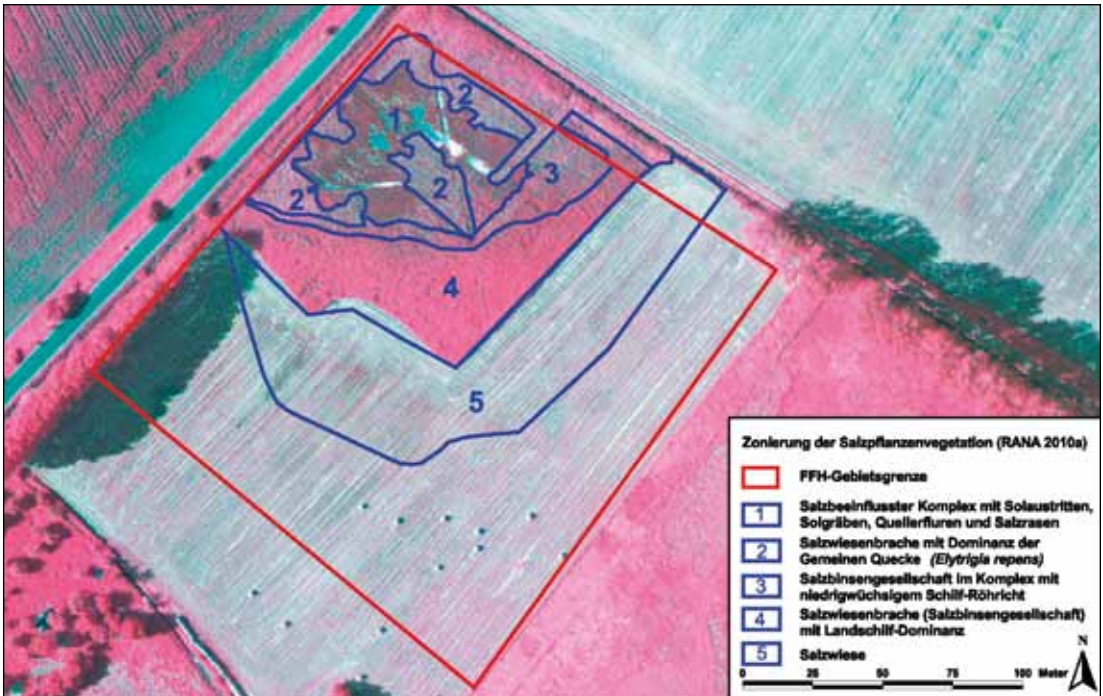 2
1
3
2
2
4
5
Zonierung der Salzpflanzenvegetation (RANA 2010a)
FFH-Gebietsgrenze
1 Salzbeeinflusster Komplex mit Solaustritten,
Solgräben, Quellerfluren und Salzrasen
2 Salzwiesenbrache mit Dominanz der
Gemeinen Quecke (Elytrigia repens)
3 Salzbinsengesellschaft im Komplex mit
niedrigwüchsigem Schilf-Röhricht
4 Salzwiesenbrache (Salzbinsengesellschaft)
mit Landschilf-Dominanz
5 Salzwiese
N
0 25 50 75 100 Meter